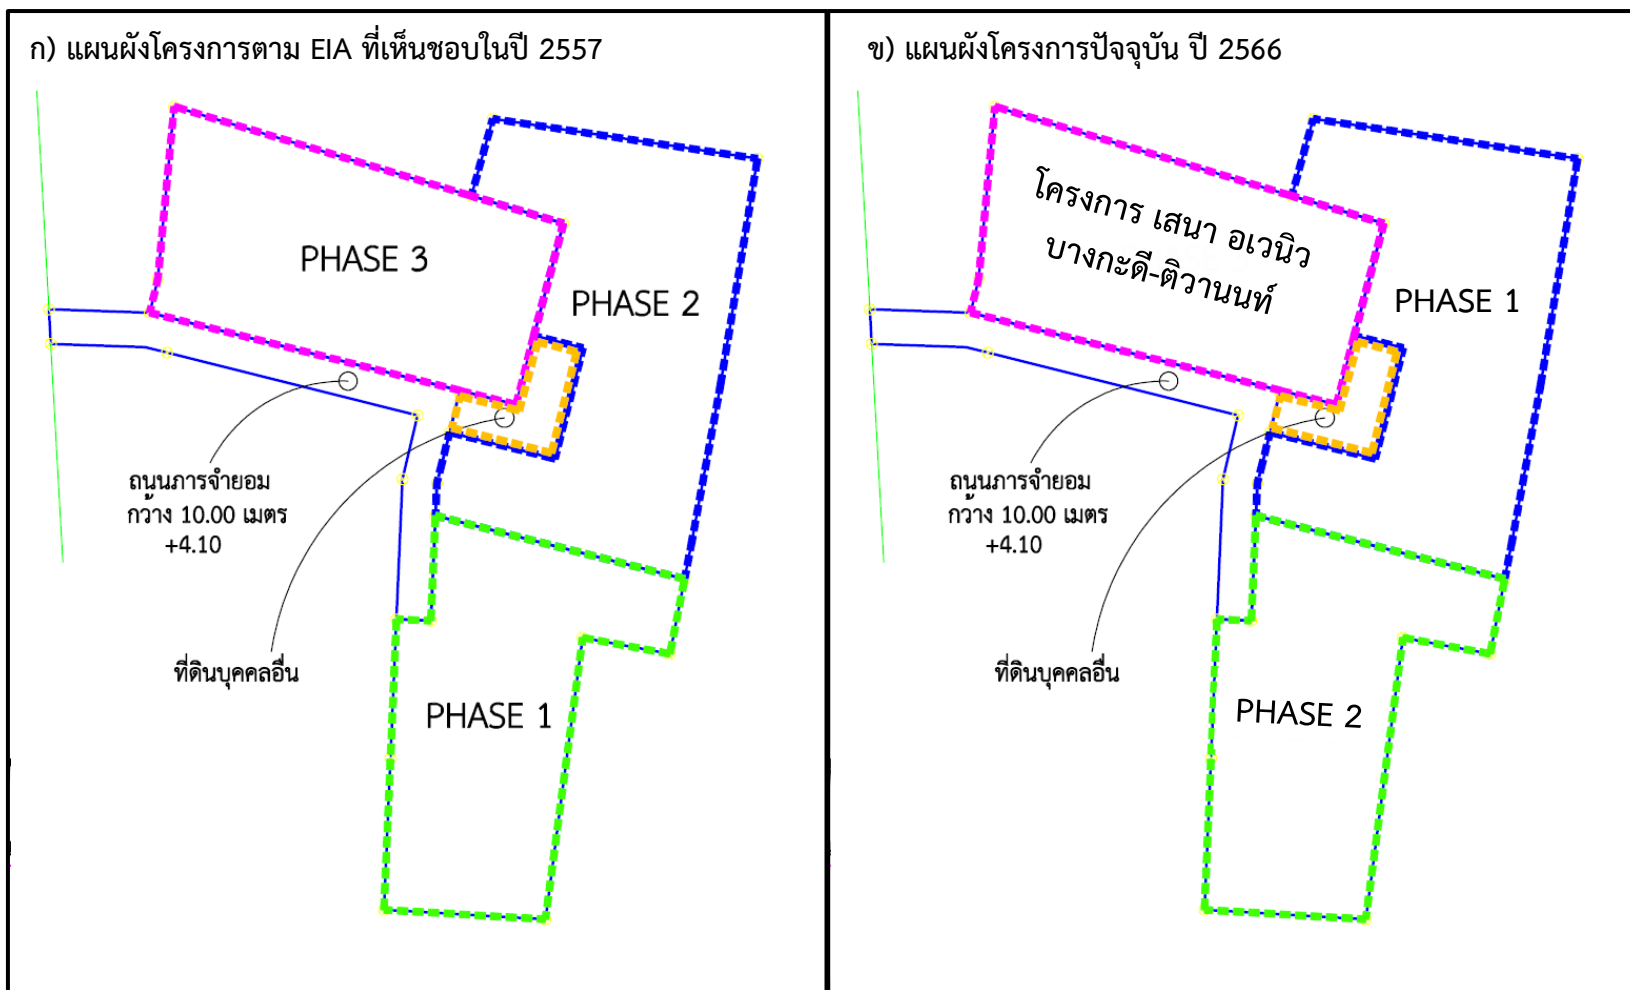 ก) แผนผังโครงการตาม EIA ที่เห็นชอบในปี 2557
PHASE 3
PHASE 2
ถนนภารจำยอม
กว้าง 10.00 เมตร
+4.10
ที่ดินบุคคลอื่น
PHASE 1
ข) แผนผังโครงการปัจจุบัน ปี 2566
โครงการ เสนา อเวนิว
บางกะดี-ติวานนท์
PHASE 1
ถนนภารจำยอม
กว้าง 10.00 เมตร
+4.10
ที่ดินบุคคลอื่น
PHASE 2